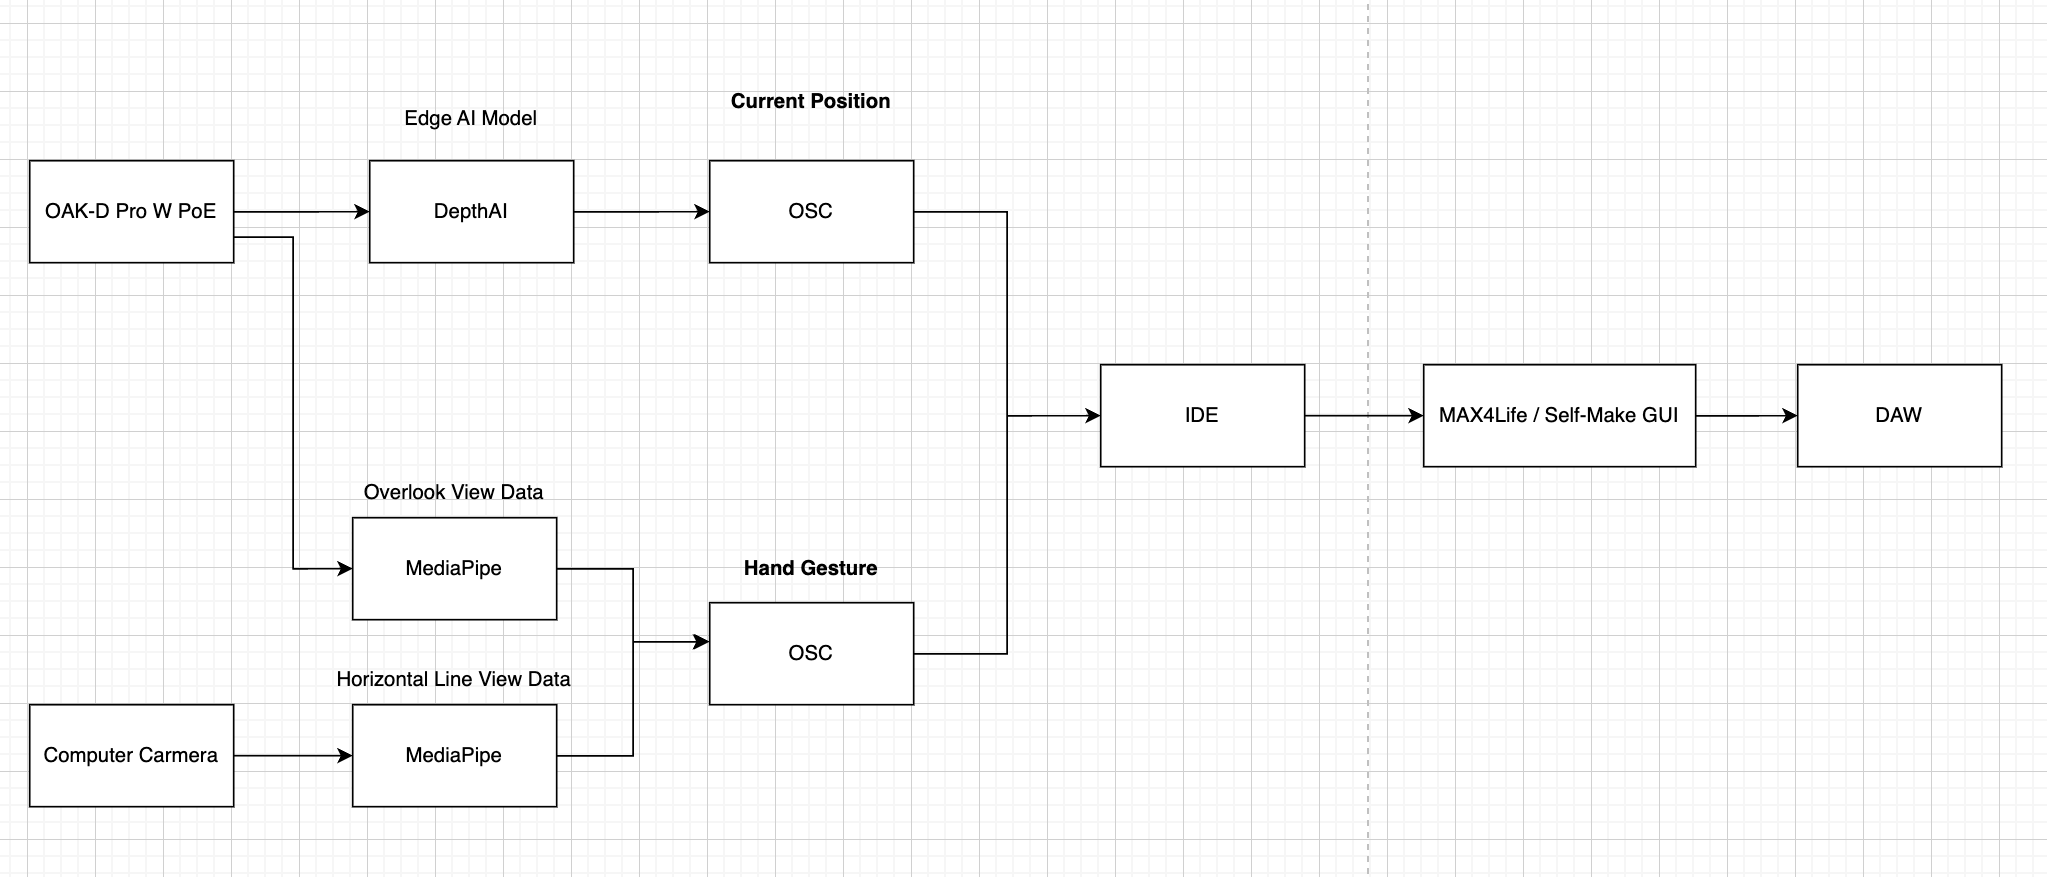 Current Position
Edge AI Model
OAK-D Pro W PoE
DepthAI
OSC
IDE
MAX4Life / Self-Make GUI
DAW
Overlook View Data
MediaPipe
Hand Gesture
OSC
Horizontal Line View Data
Computer Carmera
MediaPipe